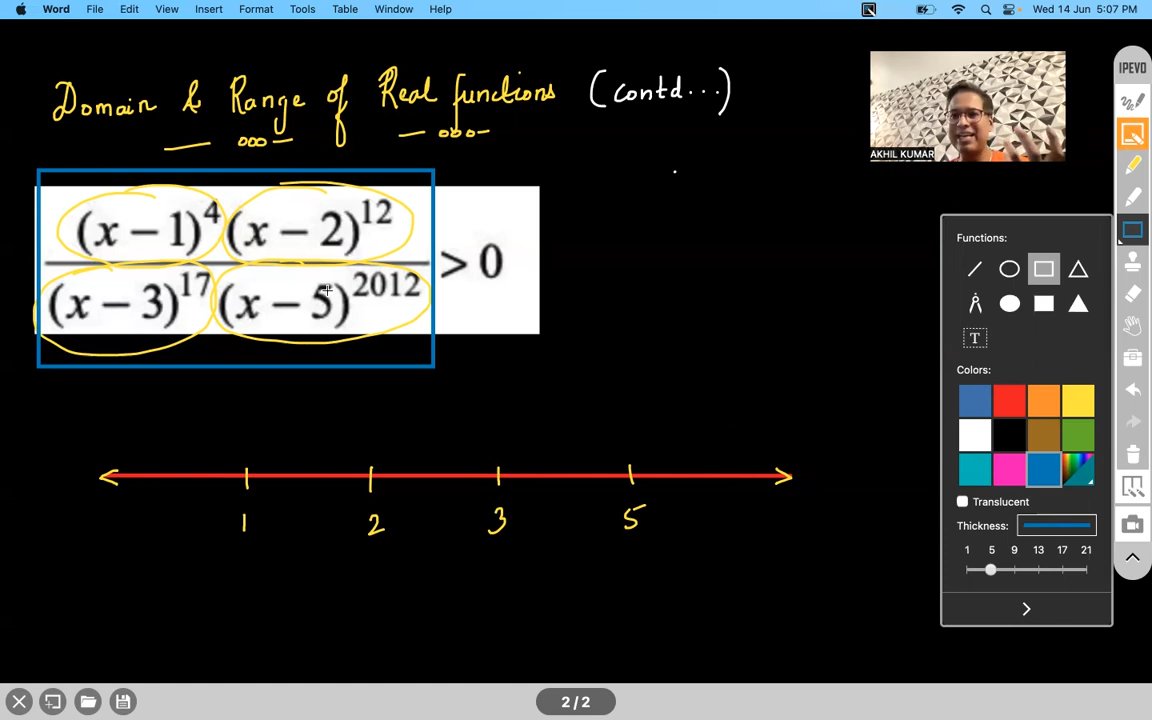 Word File Edit View Insert Format Tools Table Window Help Wed 14 Jun 5:07 PM
Domain & Range of Real functions (contd...)
AKHIL KUMAR
IPEVO
(x − 1)⁴(x − 2)¹²
(x − 3)¹⁷(x − 5)²⁰¹²
> 0
1 2 3 5
Functions:
T
Colors:
Translucent
Thickness:
1 5 9 13 17 21
2/2